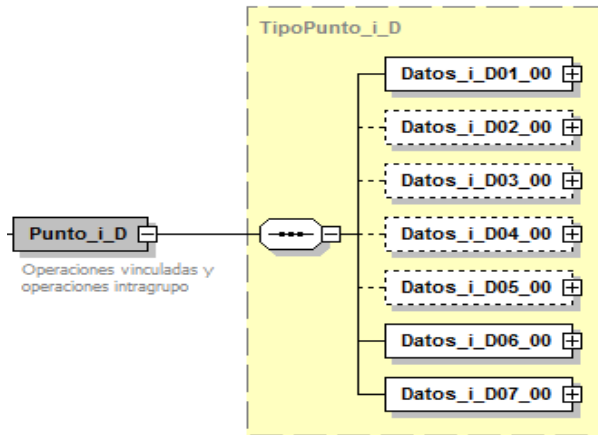 TipoPunto_i_D
Datos_i_D01_00
Datos_i_D02_00
Datos_i_D03_00
Punto_i_D
Datos_i_D04_00
Operaciones vinculadas y
operaciones intragrupo
Datos_i_D05_00
Datos_i_D06_00
Datos_i_D07_00